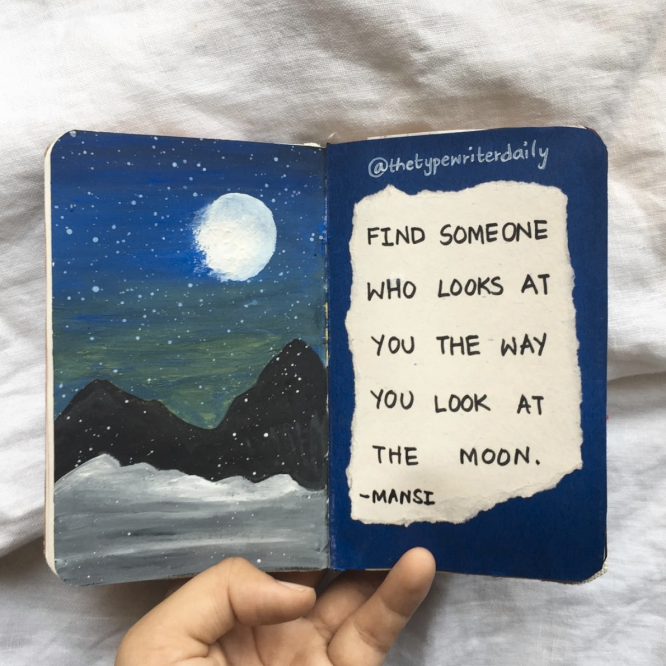 @thetypewriterdaily
FIND SOMEONE
WHO LOOKS AT
YOU THE WAY
YOU LOOK AT
THE MOON.
-MANSI